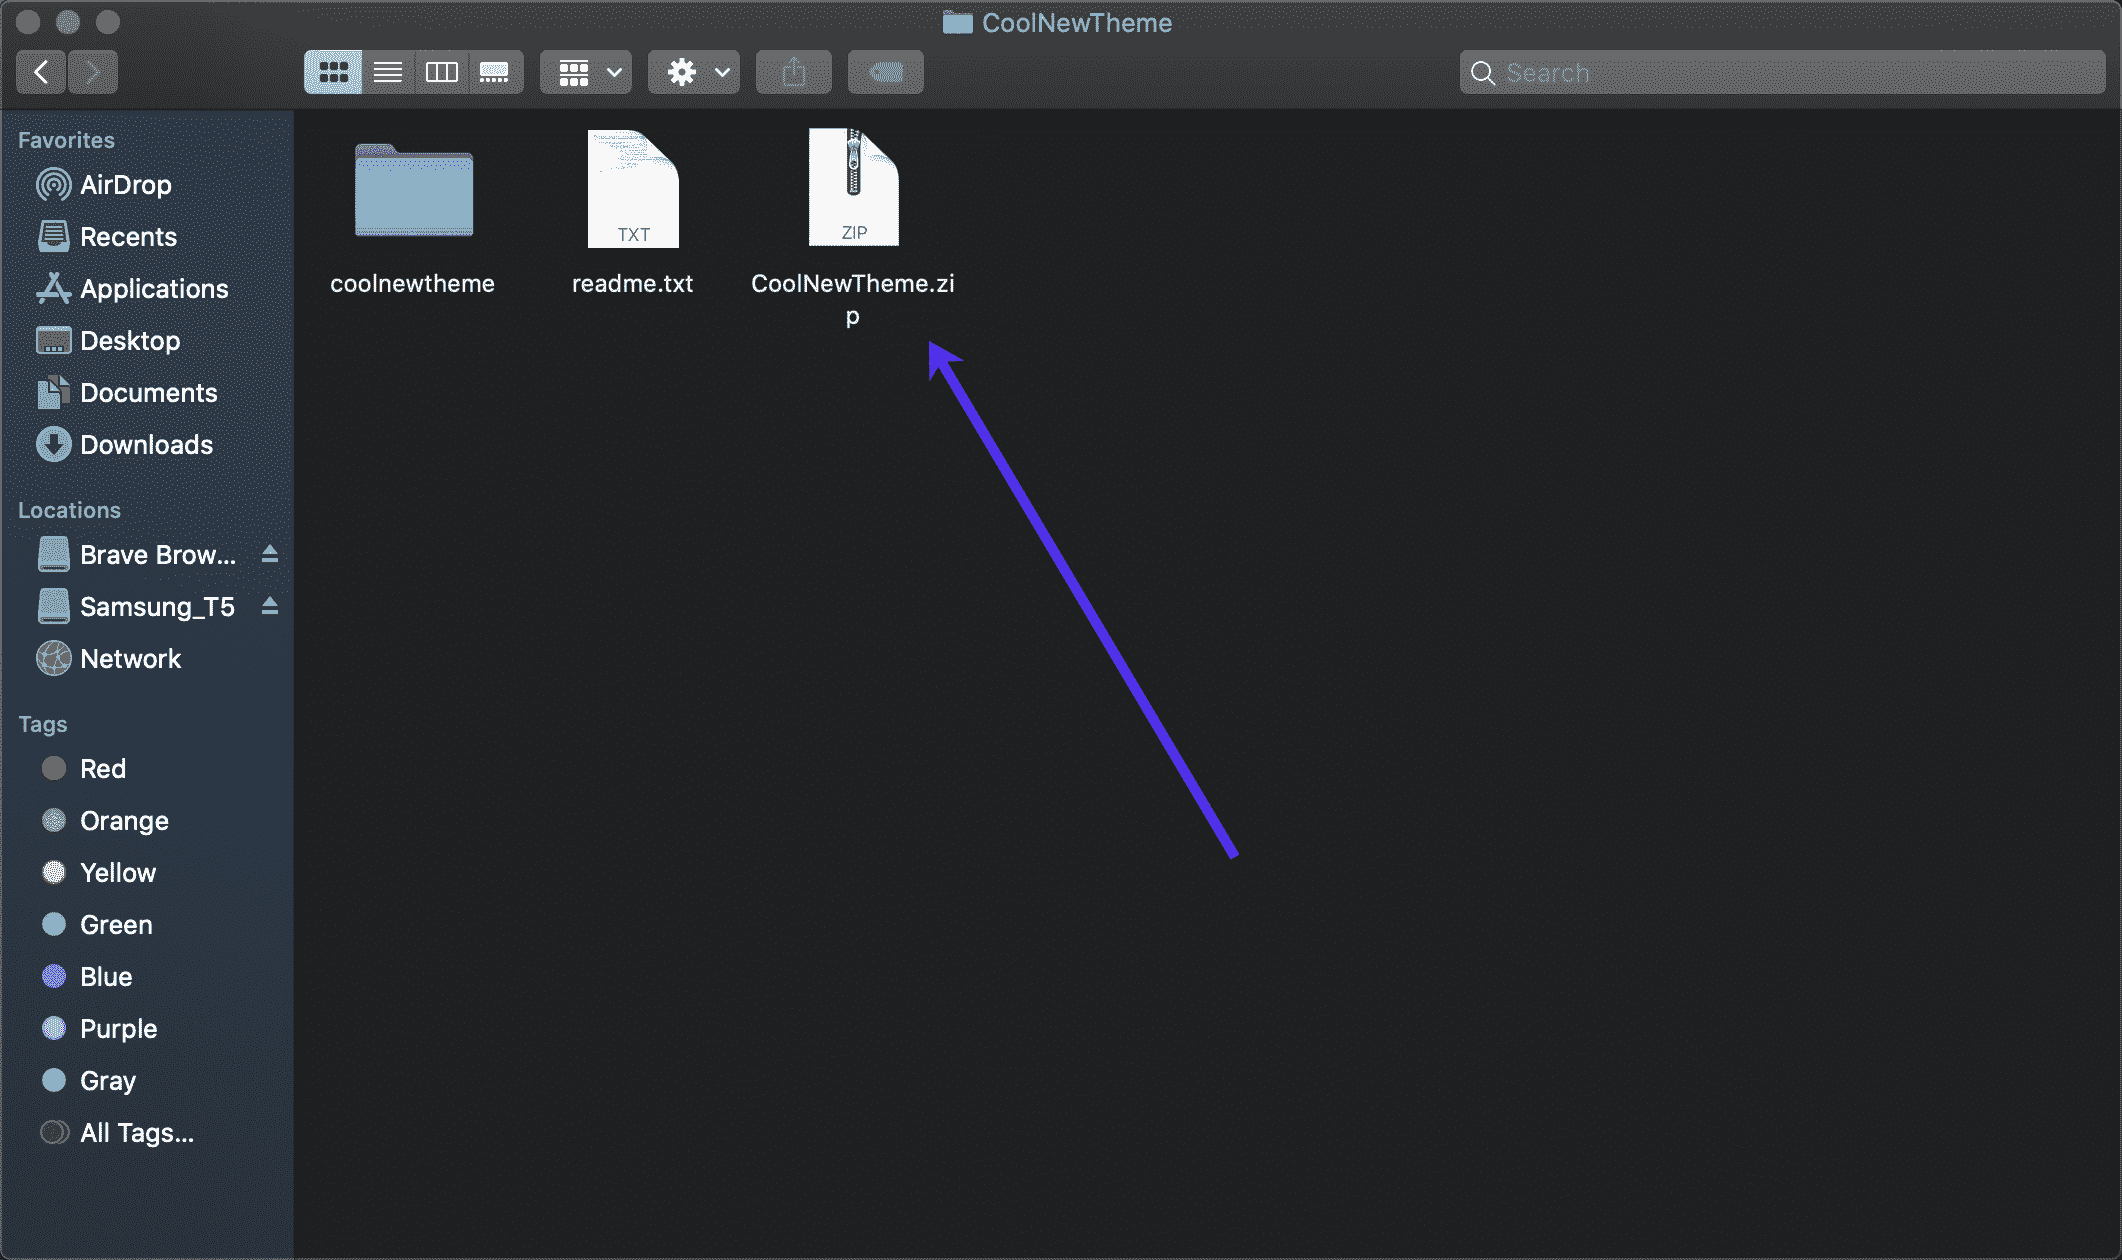 CoolNewTheme
Search
Favorites
AirDrop
Recents
Applications
Desktop
Documents
Downloads
Locations
Brave Brow...
Samsung_T5
Network
Tags
Red
Orange
Yellow
Green
Blue
Purple
Gray
All Tags...
TXT
ZIP
coolnewtheme
readme.txt
CoolNewTheme.zi
p